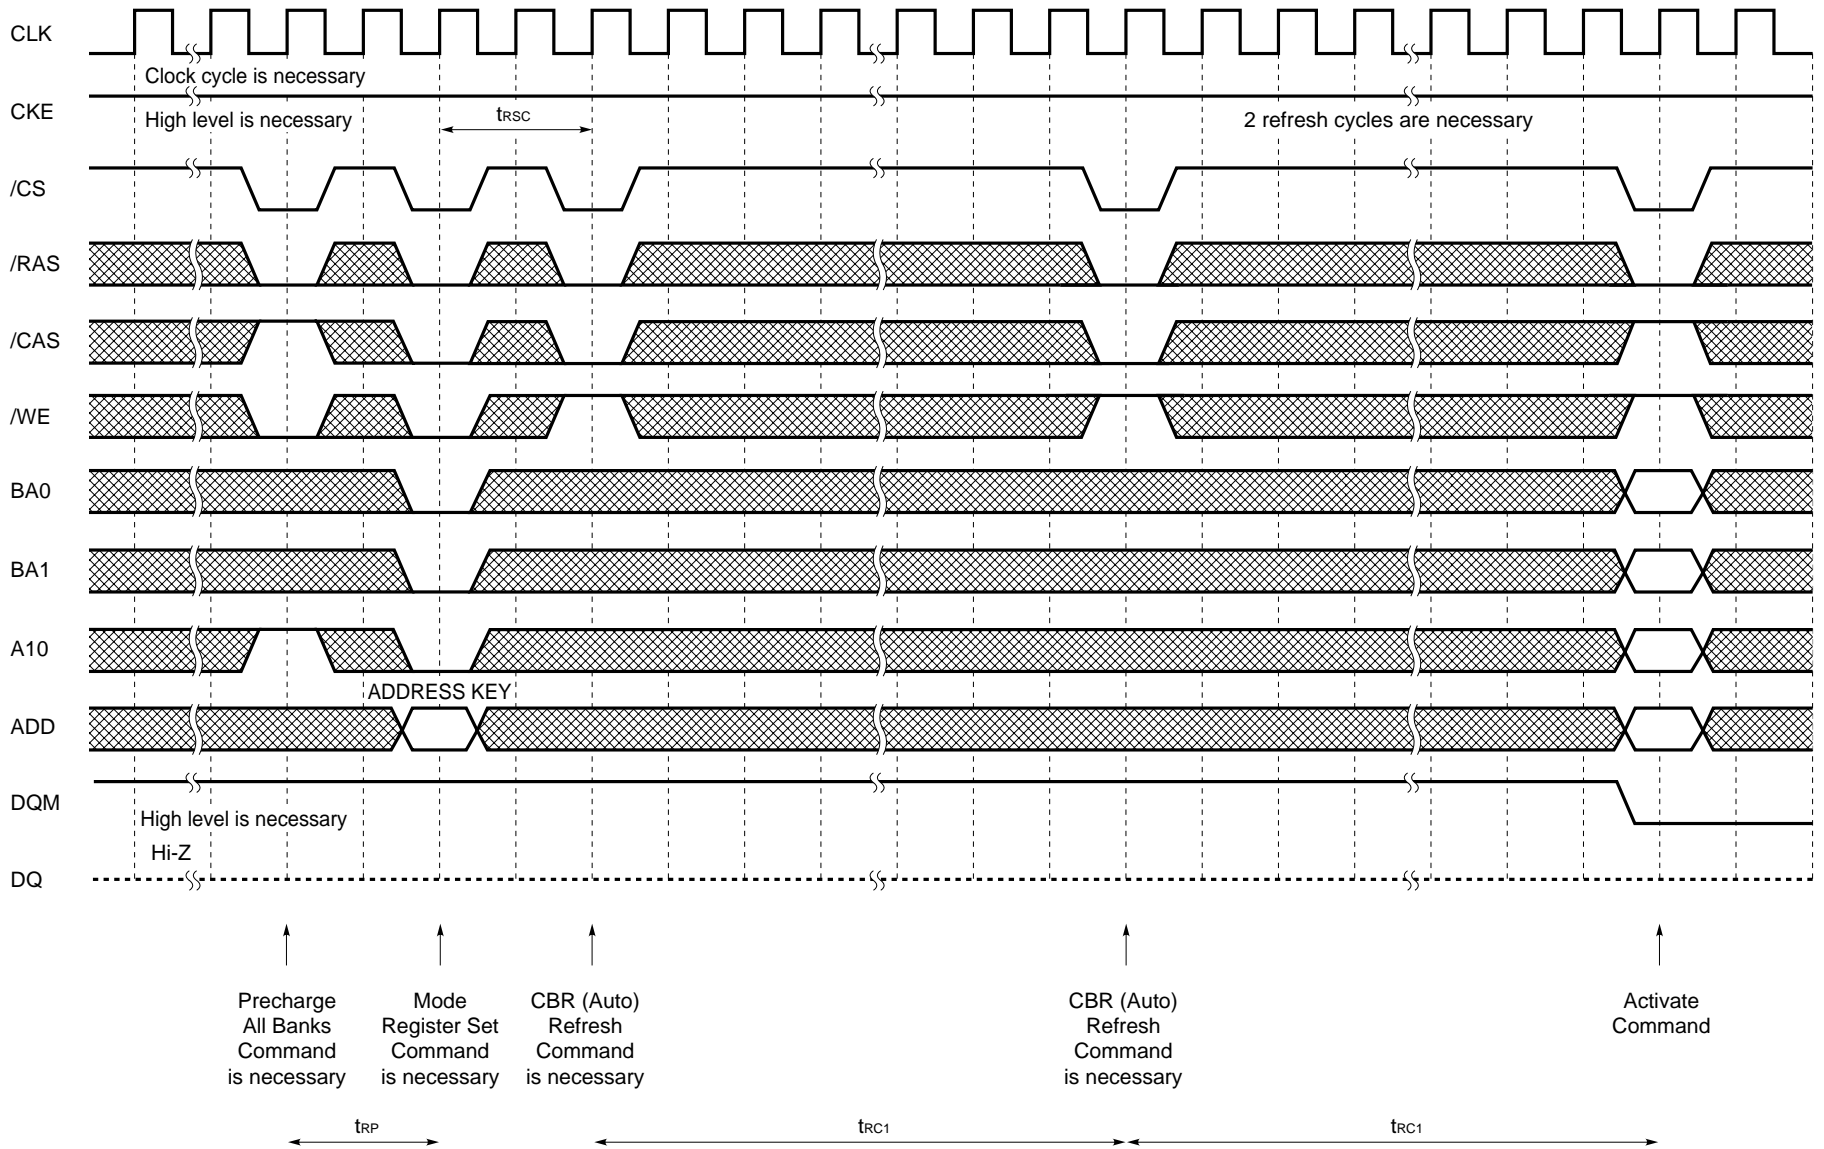 CLK
Clock cycle is necessary
CKE
High level is necessary
tRSC
2 refresh cycles are necessary
/CS
/RAS
/CAS
/WE
BA0
BA1
A10
ADDRESS KEY
ADD
DQM
High level is necessary
Hi-Z
DQ
Precharge
All Banks
Command
is necessary
Mode
Register Set
Command
is necessary
CBR (Auto)
Refresh
Command
is necessary
CBR (Auto)
Refresh
Command
is necessary
Activate
Command
tRP
tRC1
tRC1